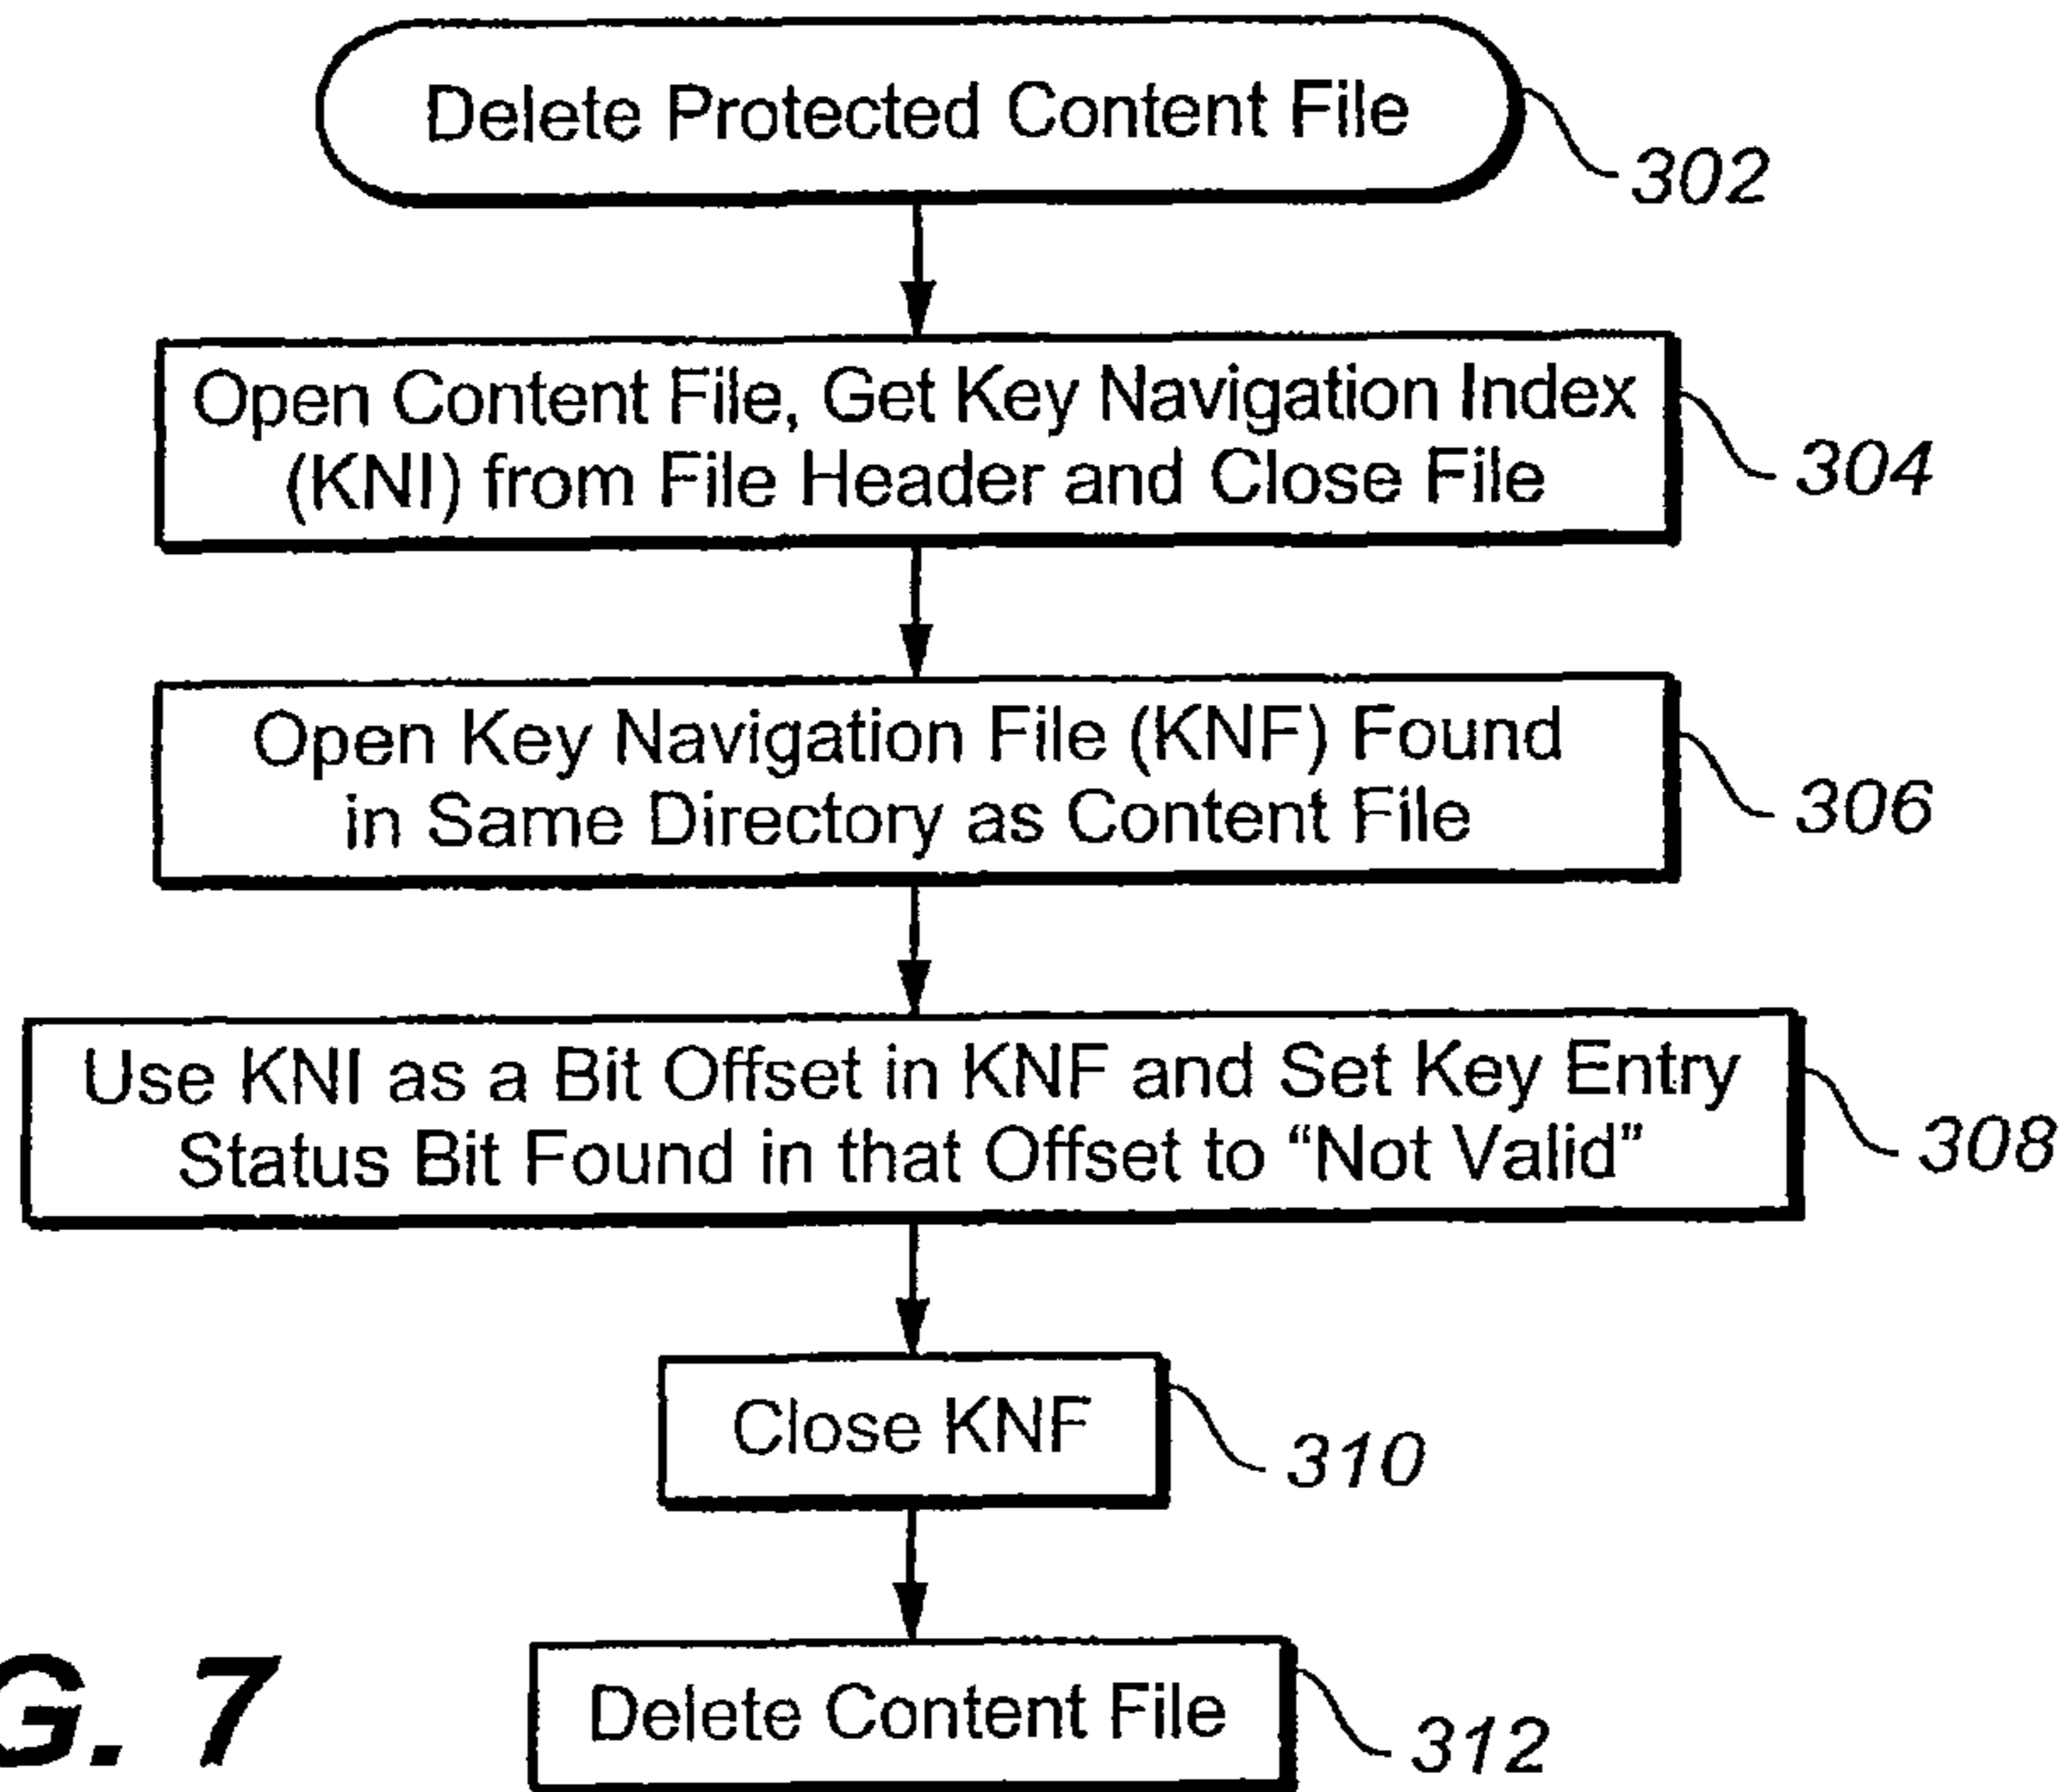 Delete Protected Content File
302
Open Content File, Get Key Navigation Index
(KNI) from File Header and Close File
304
Open Key Navigation File (KNF) Found
in Same Directory as Content File
306
Use KNI as a Bit Offset in KNF and Set Key Entry
Status Bit Found in that Offset to “Not Valid”
308
Close KNF
310
Delete Content File
312
G. 7